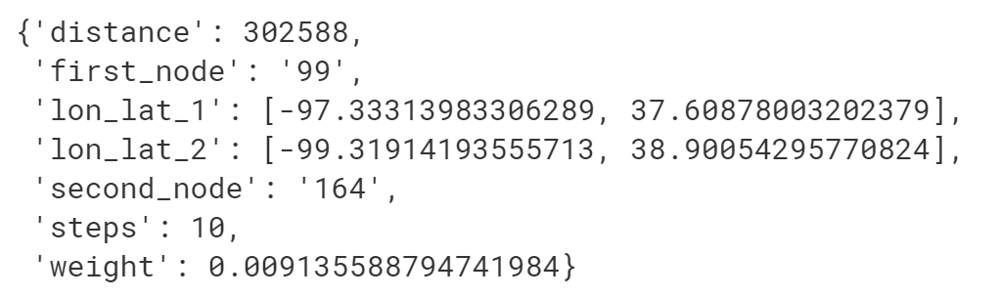 {'distance': 302588,
'first_node': '99',
'lon_lat_1': [-97.33313983306289, 37.60878003202379],
'lon_lat_2': [-99.31914193555713, 38.90054295770824],
'second_node': '164',
'steps': 10,
'weight': 0.009135588794741984}